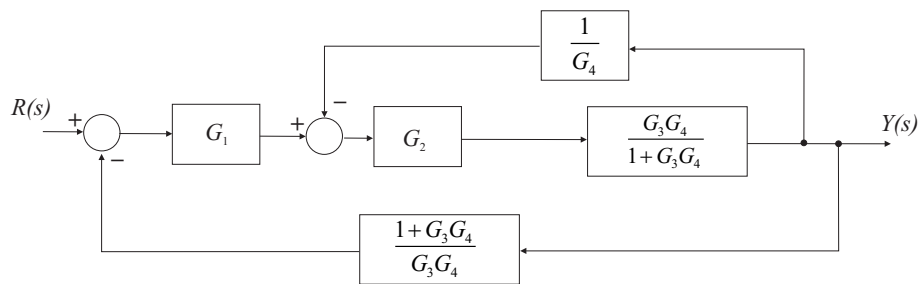 1
G₄
−
R(s)
+
G₁
+
G₂
G₃G₄
1 + G₃G₄
Y(s)
−
1 + G₃G₄
G₃G₄